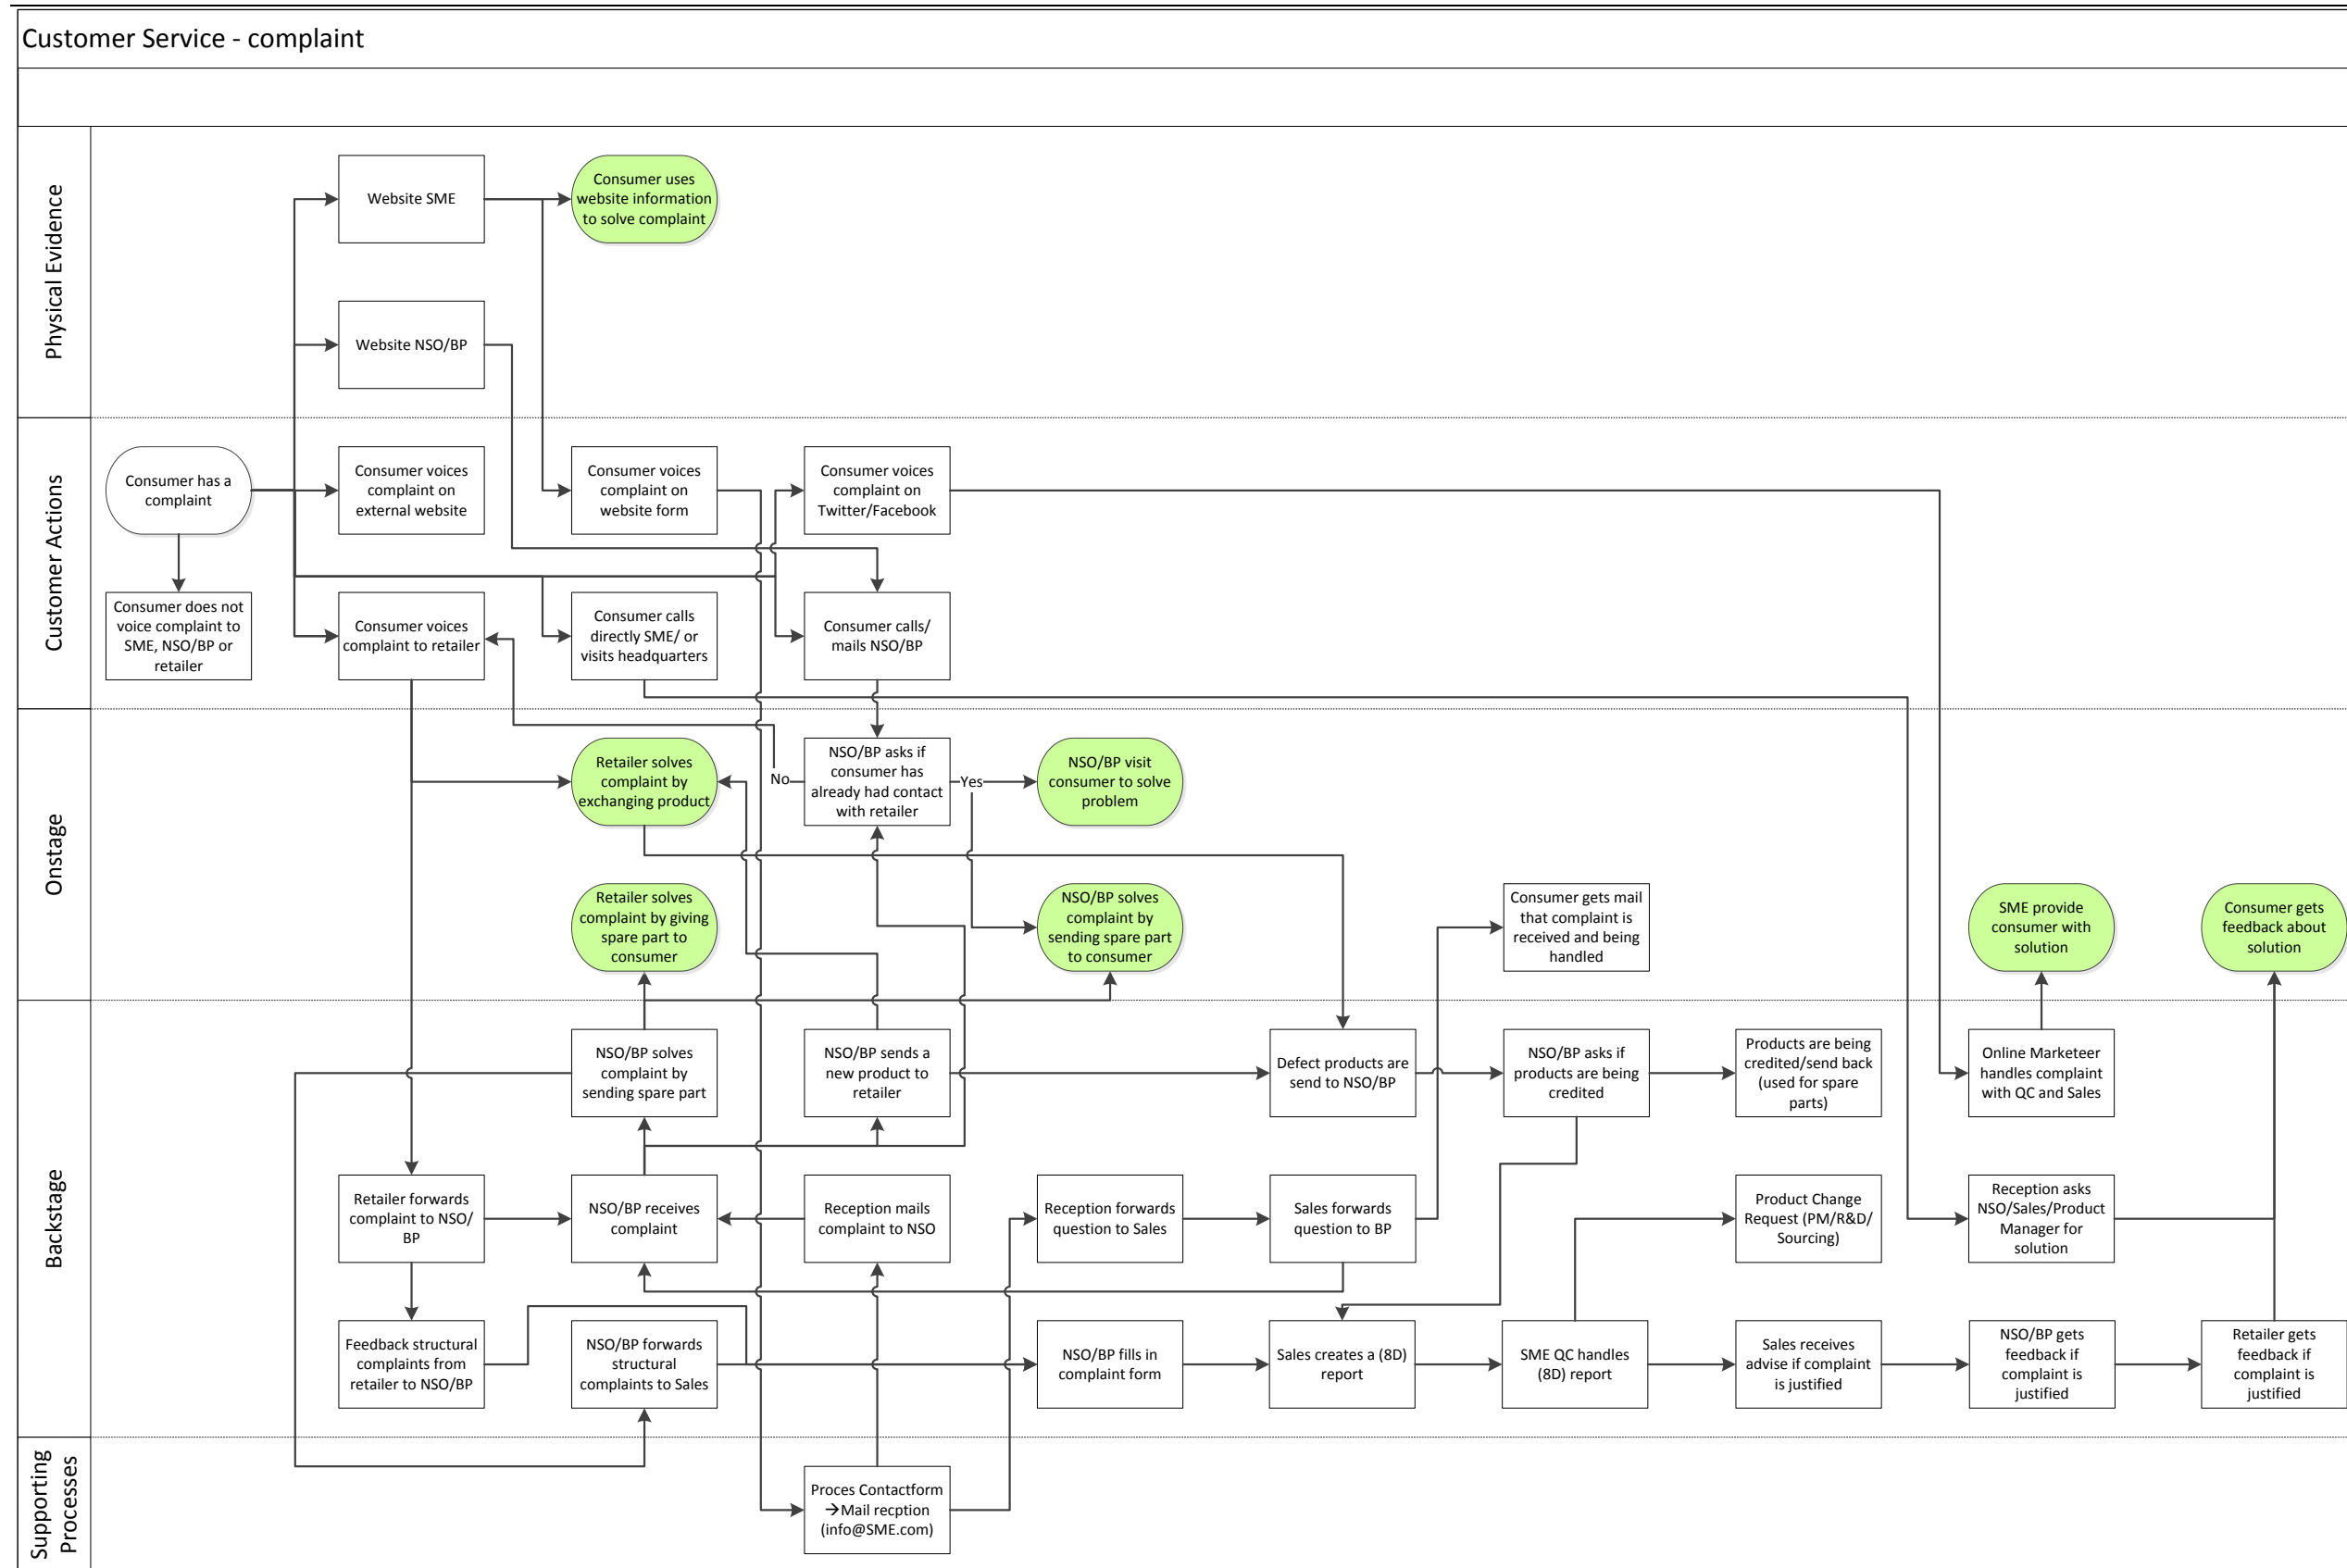 Customer Service - complaint
Physical Evidence
Website SME
Consumer uses
website information
to solve complaint
Website NSO/BP
Customer Actions
Consumer has a
complaint
Consumer voices
complaint on
external website
Consumer voices
complaint on
website form
Consumer voices
complaint on
Twitter/Facebook
Consumer does not
voice complaint to
SME, NSO/BP or
retailer
Consumer voices
complaint to retailer
Consumer calls
directly SME/ or
visits headquarters
Consumer calls/
mails NSO/BP
Onstage
Retailer solves
complaint by
exchanging product
No
NSO/BP asks if
consumer has
already had contact
with retailer
Yes
NSO/BP visit
consumer to solve
problem
Retailer solves
complaint by giving
spare part to
consumer
NSO/BP solves
complaint by
sending spare part
to consumer
Consumer gets mail
that complaint is
received and being
handled
SME provide
consumer with
solution
Consumer gets
feedback about
solution
Backstage
NSO/BP solves
complaint by
sending spare part
NSO/BP sends a
new product to
retailer
Defect products are
send to NSO/BP
NSO/BP asks if
products are being
credited
Products are being
credited/send back
(used for spare
parts)
Online Marketeer
handles complaint
with QC and Sales
Retailer forwards
complaint to NSO/
BP
NSO/BP receives
complaint
Reception mails
complaint to NSO
Reception forwards
question to Sales
Sales forwards
question to BP
Product Change
Request (PM/R&D/
Sourcing)
Reception asks
NSO/Sales/Product
Manager for
solution
Feedback structural
complaints from
retailer to NSO/BP
NSO/BP forwards
structural
complaints to Sales
NSO/BP fills in
complaint form
Sales creates a (8D)
report
SME QC handles
(8D) report
Sales receives
advise if complaint
is justified
NSO/BP gets
feedback if
complaint is
justified
Retailer gets
feedback if
complaint is
justified
Supporting
Processes
Proces Contactform
→Mail recption
(info@SME.com)